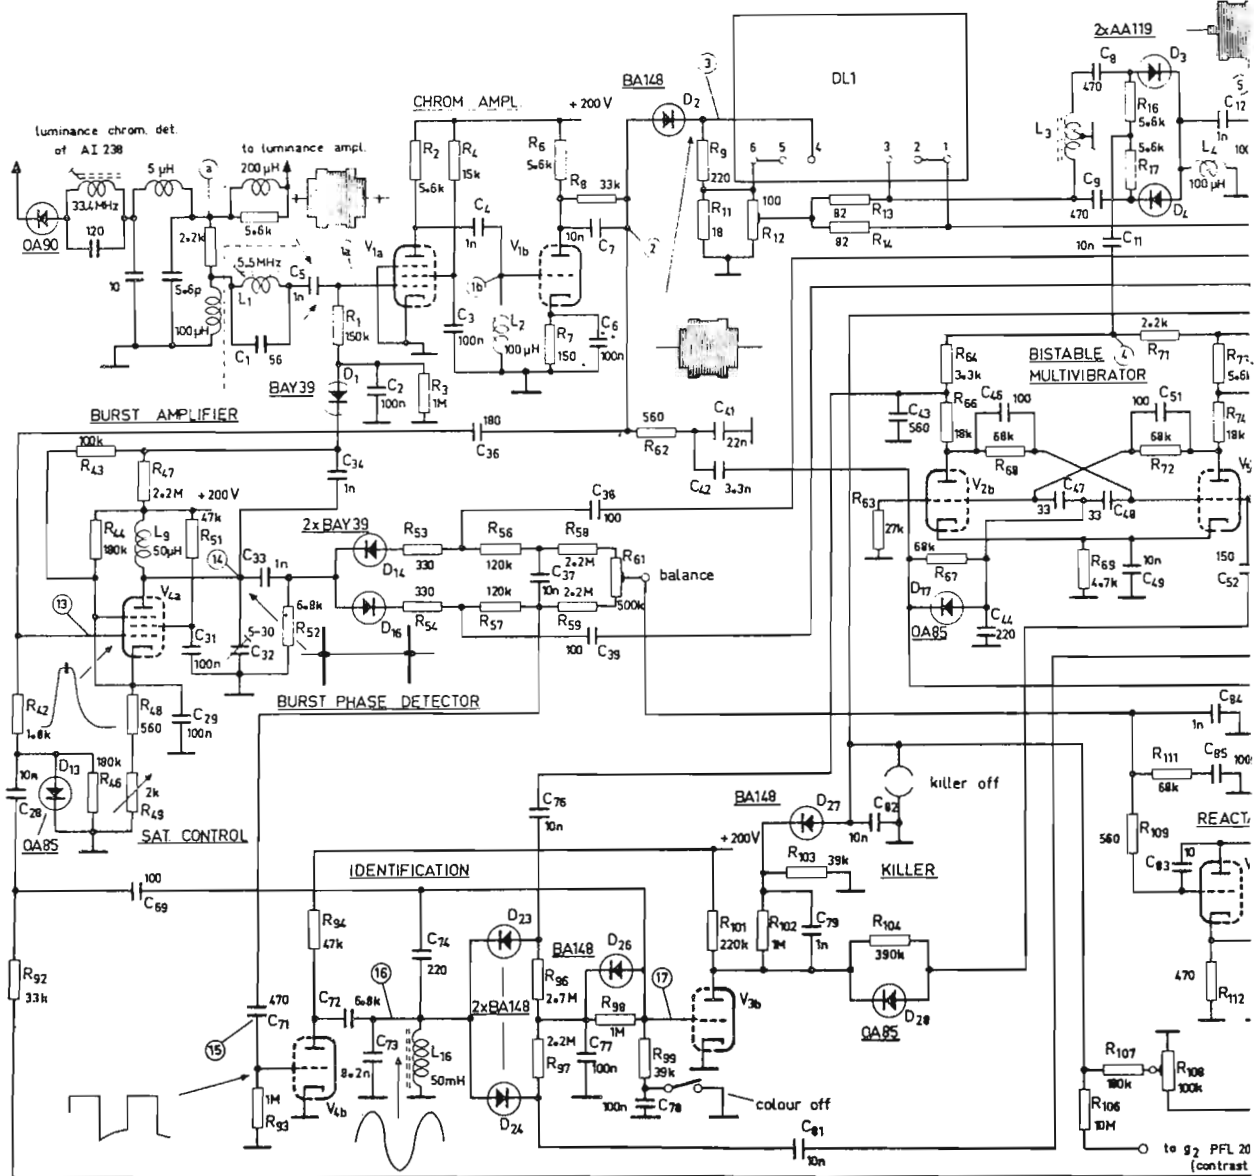 2xAA119
C8
D3
470
BA148
3
DL1
CHROM AMPL.
+200V
D2
R16
5.6k
5
C12
1n
luminance chrom. det.
of AI 238
to luminance ampl.
5 µH
a
200µH
R2
5.6k
R4
15k
R6
5.6k
R8
33k
R9
220
6
5
4
3
2
1
L3
5.6k
R17
L4
100µH
33.4MHz
120
OA90
2.2k
5.6k
1a
V1a
C4
1n
V1b
10n
C7
2
R11
18
100
R12
82
R13
82
R14
470
C9
D4
10n
C11
10
5.6p
5.5MHz
L1
C5
1n
1b
100µH
C1
56
R1
150k
C3
100n
L2
100µH
R7
150
C6
100n
BAY39
D1
C2
100n
R3
1M
R64
3.3k
4
2.2k
R71
R73
5.6k
BISTABLE
MULTIVIBRATOR
BURST AMPLIFIER
180
C36
560
R62
C41
22n
C43
560
R66
18k
C46
100
68k
R68
C51
100
68k
R72
R74
18k
100k
R43
R47
2.2M
C34
1n
C42
3.3n
+200V
R44
180k
L9
50µH
47k
R51
14
C33
1n
2xBAY39
D14
R53
330
C38
100
R56
120k
R58
2.2M
R61
500k
balance
R63
27k
V2b
C47
33
33
C48
68k
R67
R69
4.7k
10n
C49
150
C52
C37
10n
13
V4a
6.8k
R52
D16
330
R54
120k
R57
2.2M
R59
100
C39
D17
OA85
C44
220
C31
100n
5-30
C32
BURST PHASE DETECTOR
R42
1.8k
R48
560
C29
100n
C84
1n
10n
C28
D13
OA85
180k
R46
2k
R49
SAT. CONTROL
C76
10n
BA148
D27
10n
C82
killer off
R111
68k
C85
R109
560
REACTA
10
C83
+200V
IDENTIFICATION
R103
39k
KILLER
100
C69
R94
47k
C74
220
D23
BA148
D26
R101
220k
R102
1M
C79
1n
R104
390k
R92
33k
16
R96
2.7M
17
470
R112
470
C71
C72
6.8k
2xBA148
R98
1M
V3b
D28
OA85
15
C73
8.2n
L16
50mH
2.2M
R97
C77
100n
R99
39k
R107
180k
R108
100k
1M
R93
V4b
D24
100n
C78
colour off
R106
10M
C81
10n
to g2 PFL 20
(contrast